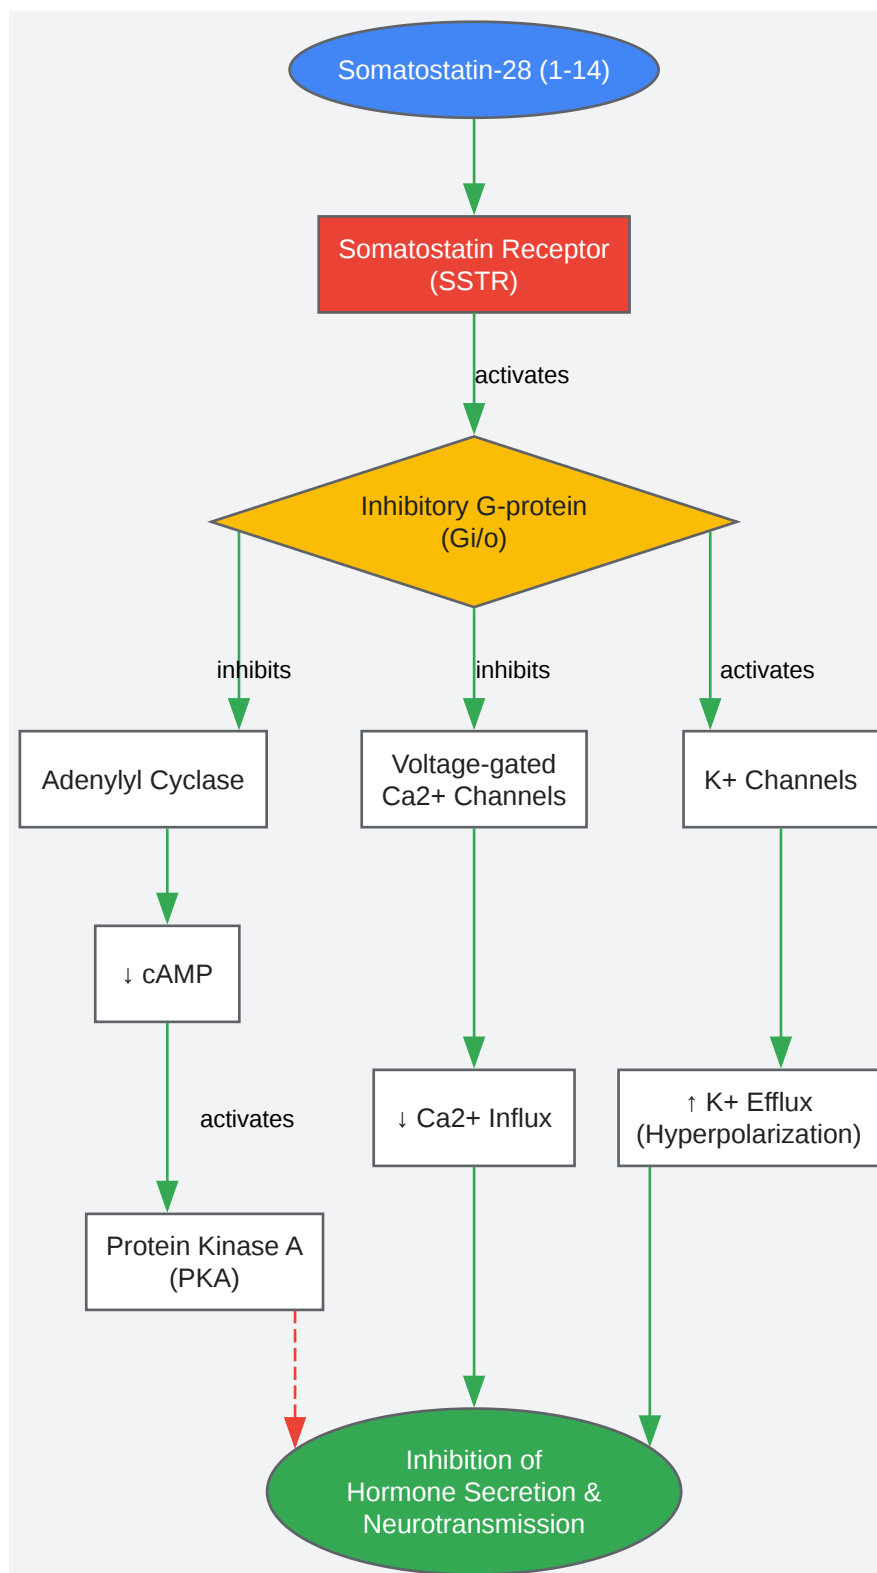 Somatostatin-28 (1-14)
Somatostatin Receptor
(SSTR)
activates
Inhibitory G-protein
(Gi/o)
inhibits
inhibits
activates
Adenylyl Cyclase
Voltage-gated
Ca2+ Channels
K+ Channels
↓ cAMP
↓ Ca2+ Influx
↑ K+ Efflux
(Hyperpolarization)
activates
Protein Kinase A
(PKA)
Inhibition of
Hormone Secretion &
Neurotransmission